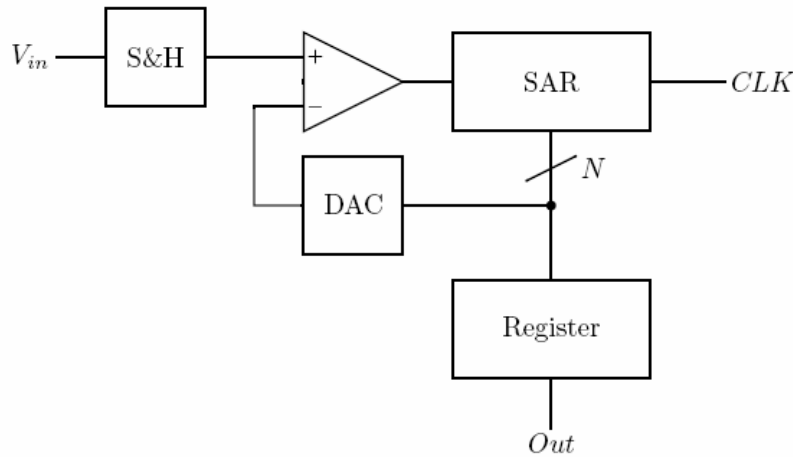 V_in
S&H
+
−
SAR
CLK
N
DAC
Register
Out